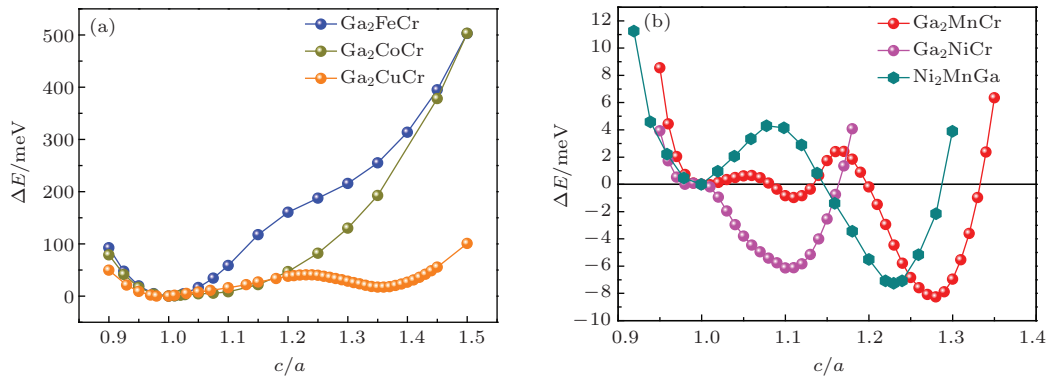 (a)
Ga₂FeCr
Ga₂CoCr
Ga₂CuCr
500
400
300
200
100
0
ΔE/meV
0.9 1.0 1.1 1.2 1.3 1.4 1.5
c/a
(b)
Ga₂MnCr
Ga₂NiCr
Ni₂MnGa
12
10
8
6
4
2
0
−2
−4
−6
−8
−10
ΔE/meV
1.0 1.1 1.2 1.3 1.4
c/a